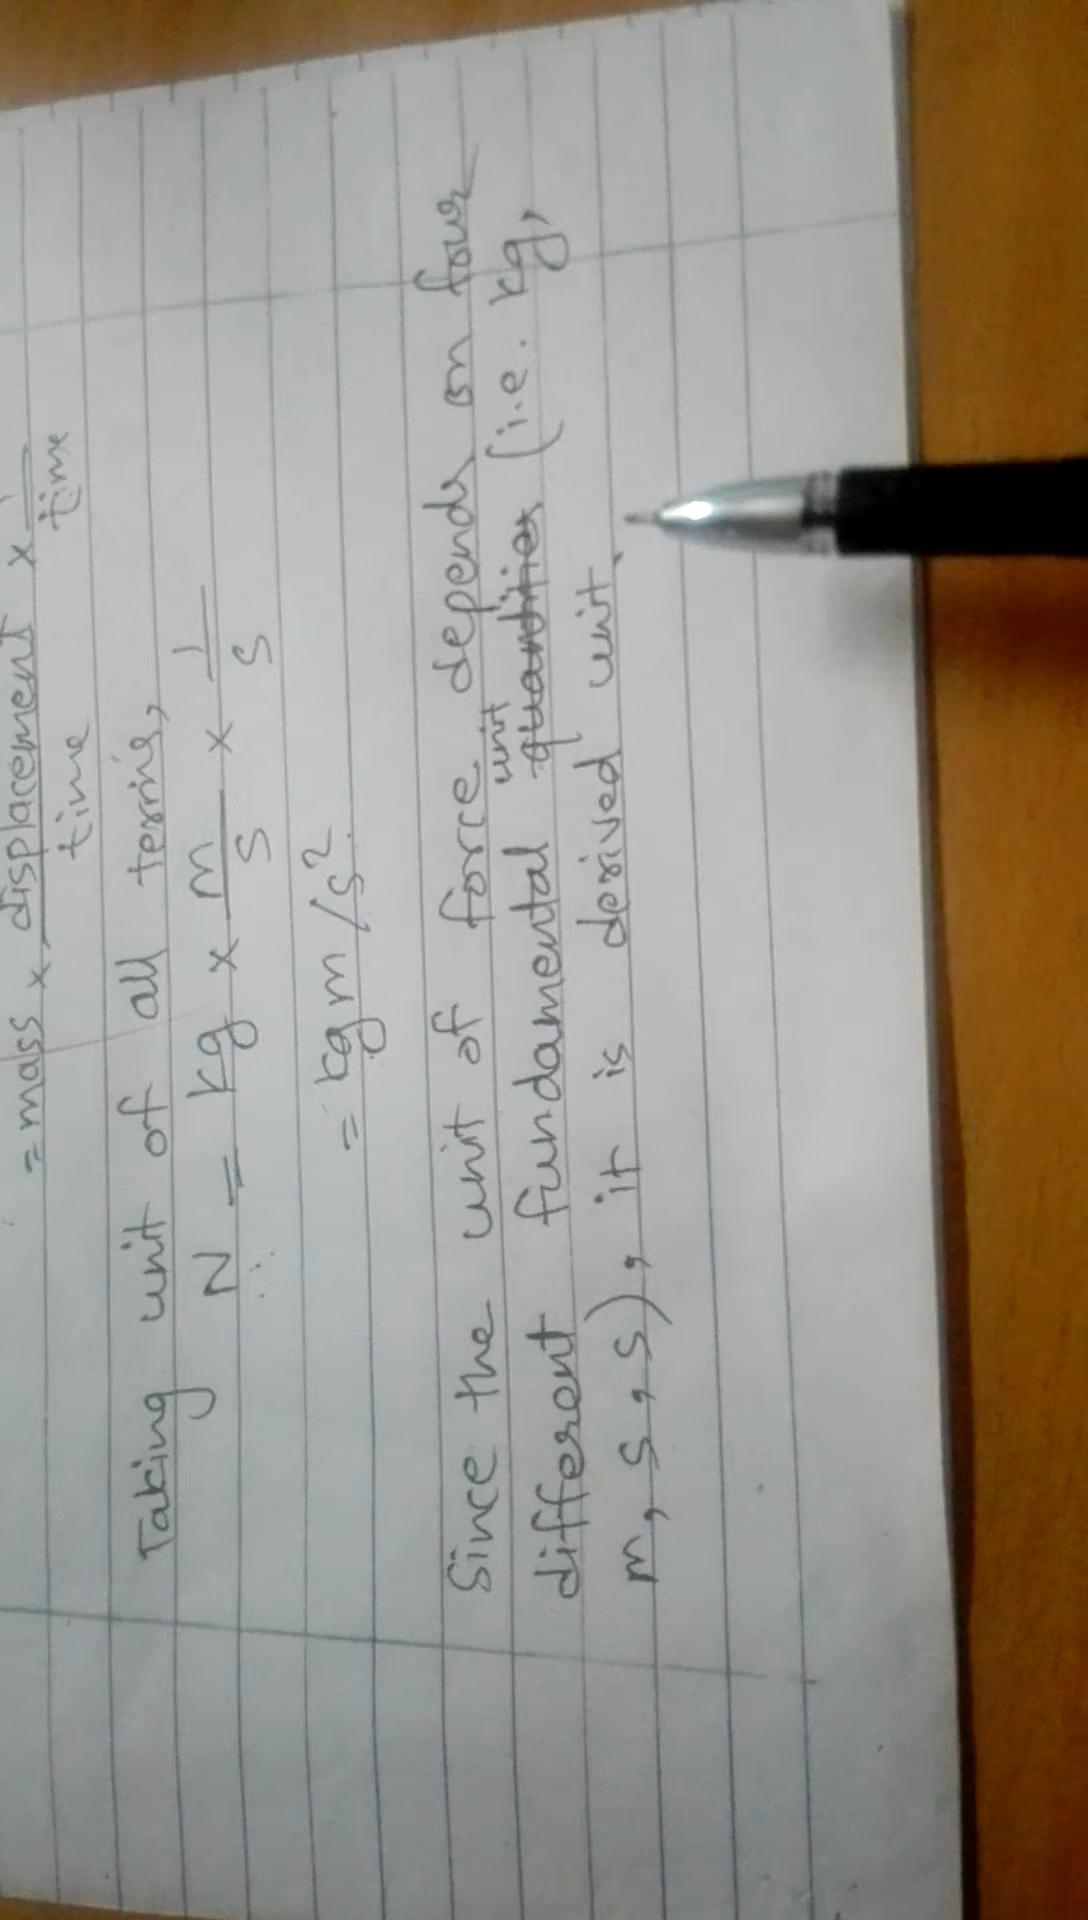 = mass × displacement × 1
time time
Taking unit of all terms,
N = kg × m/s × 1/s
= kg m/s²
Since the unit of force depends on four
unit
different fundamental quantities (i.e. kg,
m, s, s), it is derived unit.